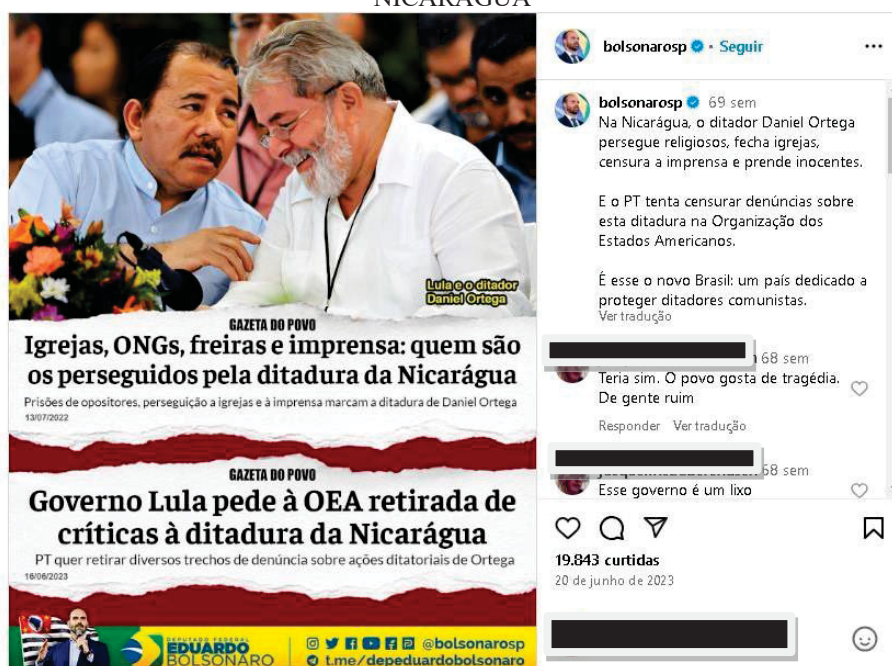 NICARÁGUA
Lula e o ditador
Daniel Ortega
GAZETA DO POVO
Igrejas, ONGs, freiras e imprensa: quem são
os perseguidos pela ditadura da Nicarágua
Prisões de opositores, perseguição a igrejas e à imprensa marcam a ditadura de Daniel Ortega
13/07/2022
GAZETA DO POVO
Governo Lula pede à OEA retirada de
críticas à ditadura da Nicarágua
PT quer retirar diversos trechos de denúncia sobre ações ditatoriais de Ortega
16/06/2023
DEPUTADO FEDERAL
EDUARDO
BOLSONARO
@bolsonarosp
t.me/depeduardobolsonaro
bolsonarosp • Seguir
bolsonarosp 69 sem
Na Nicarágua, o ditador Daniel Ortega
persegue religiosos, fecha igrejas,
censura a imprensa e prende inocentes.
E o PT tenta censurar denúncias sobre
esta ditadura na Organização dos
Estados Americanos.
É esse o novo Brasil: um país dedicado a
proteger ditadores comunistas.
Ver tradução
68 sem
Teria sim. O povo gosta de tragédia.
De gente ruim
Responder Ver tradução
68 sem
Esse governo é um lixo
19.843 curtidas
20 de junho de 2023